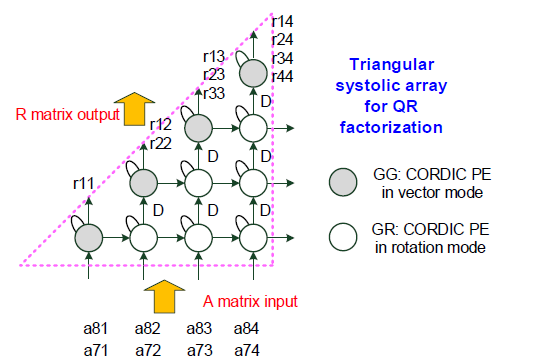 r14
r24
r34
r44
r13
r23
r33
D
Triangular
systolic array
for QR
factorization
R matrix output
r12
r22
D
D
r11
D
D
D
GG: CORDIC PE
in vector mode
GR: CORDIC PE
in rotation mode
A matrix input
a81 a82 a83 a84
a71 a72 a73 a74